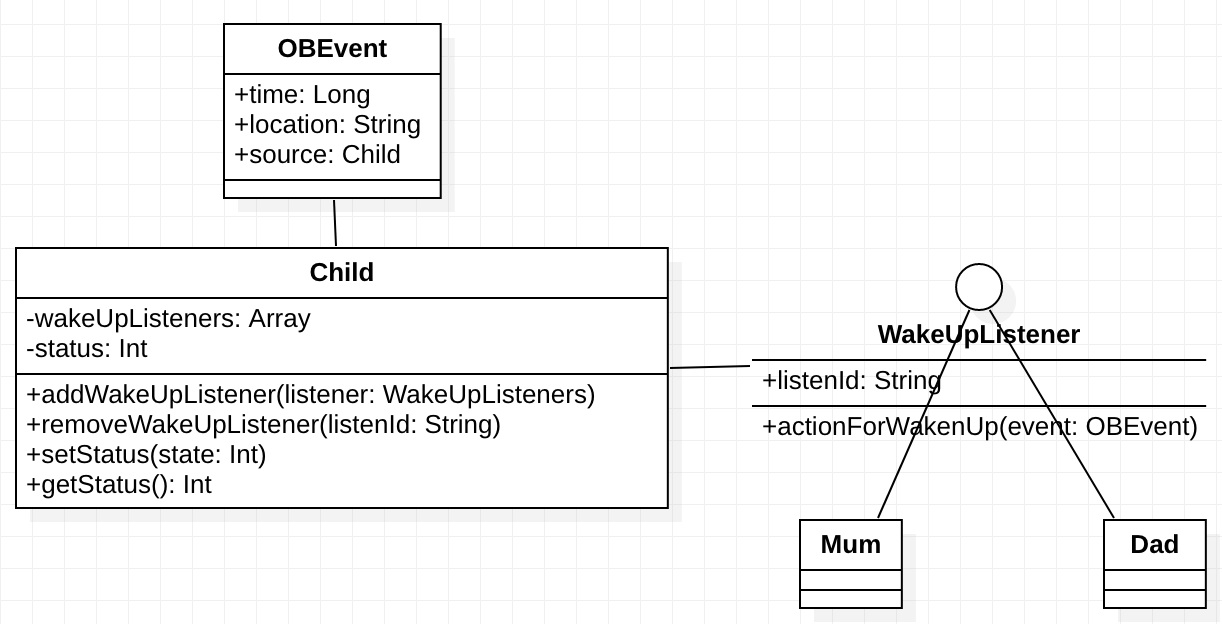 OBEvent
+time: Long
+location: String
+source: Child
Child
-wakeUpListeners: Array
-status: Int
+addWakeUpListener(listener: WakeUpListeners)
+removeWakeUpListener(listenId: String)
+setStatus(state: Int)
+getStatus(): Int
WakeUpListener
+listenId: String
+actionForWakenUp(event: OBEvent)
Mum
Dad